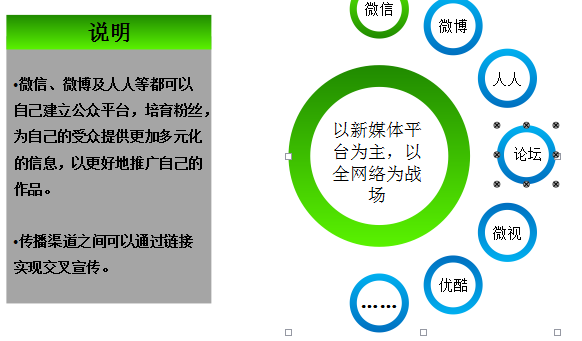 说明
•微信、微博及人人等都可以
自己建立公众平台，培育粉丝，
为自己的受众提供更加多元化
的信息，以更好地推广自己的
作品。
•传播渠道之间可以通过链接
实现交叉宣传。
以新媒体平
台为主，以
全网络为战
场
微信
微博
人人
论坛
微视
优酷
……